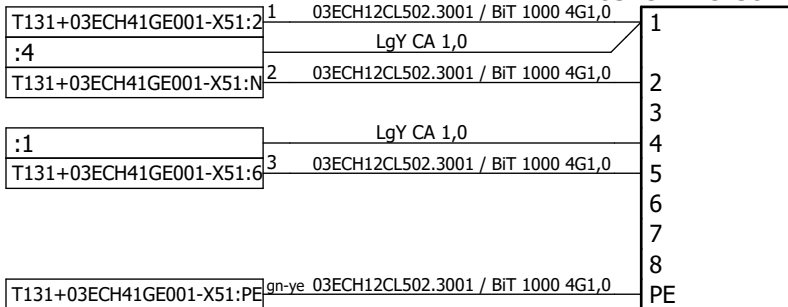 T131+03ECH41GE001-X51:2 1 03ECH12CL502.3001 / BiT 1000 4G1,0 1
:4 LgY CA 1,0
T131+03ECH41GE001-X51:N 2 03ECH12CL502.3001 / BiT 1000 4G1,0 2
3
:1 LgY CA 1,0 4
T131+03ECH41GE001-X51:6 3 03ECH12CL502.3001 / BiT 1000 4G1,0 5
6
7
8
T131+03ECH41GE001-X51:PE gn-ye 03ECH12CL502.3001 / BiT 1000 4G1,0 PE